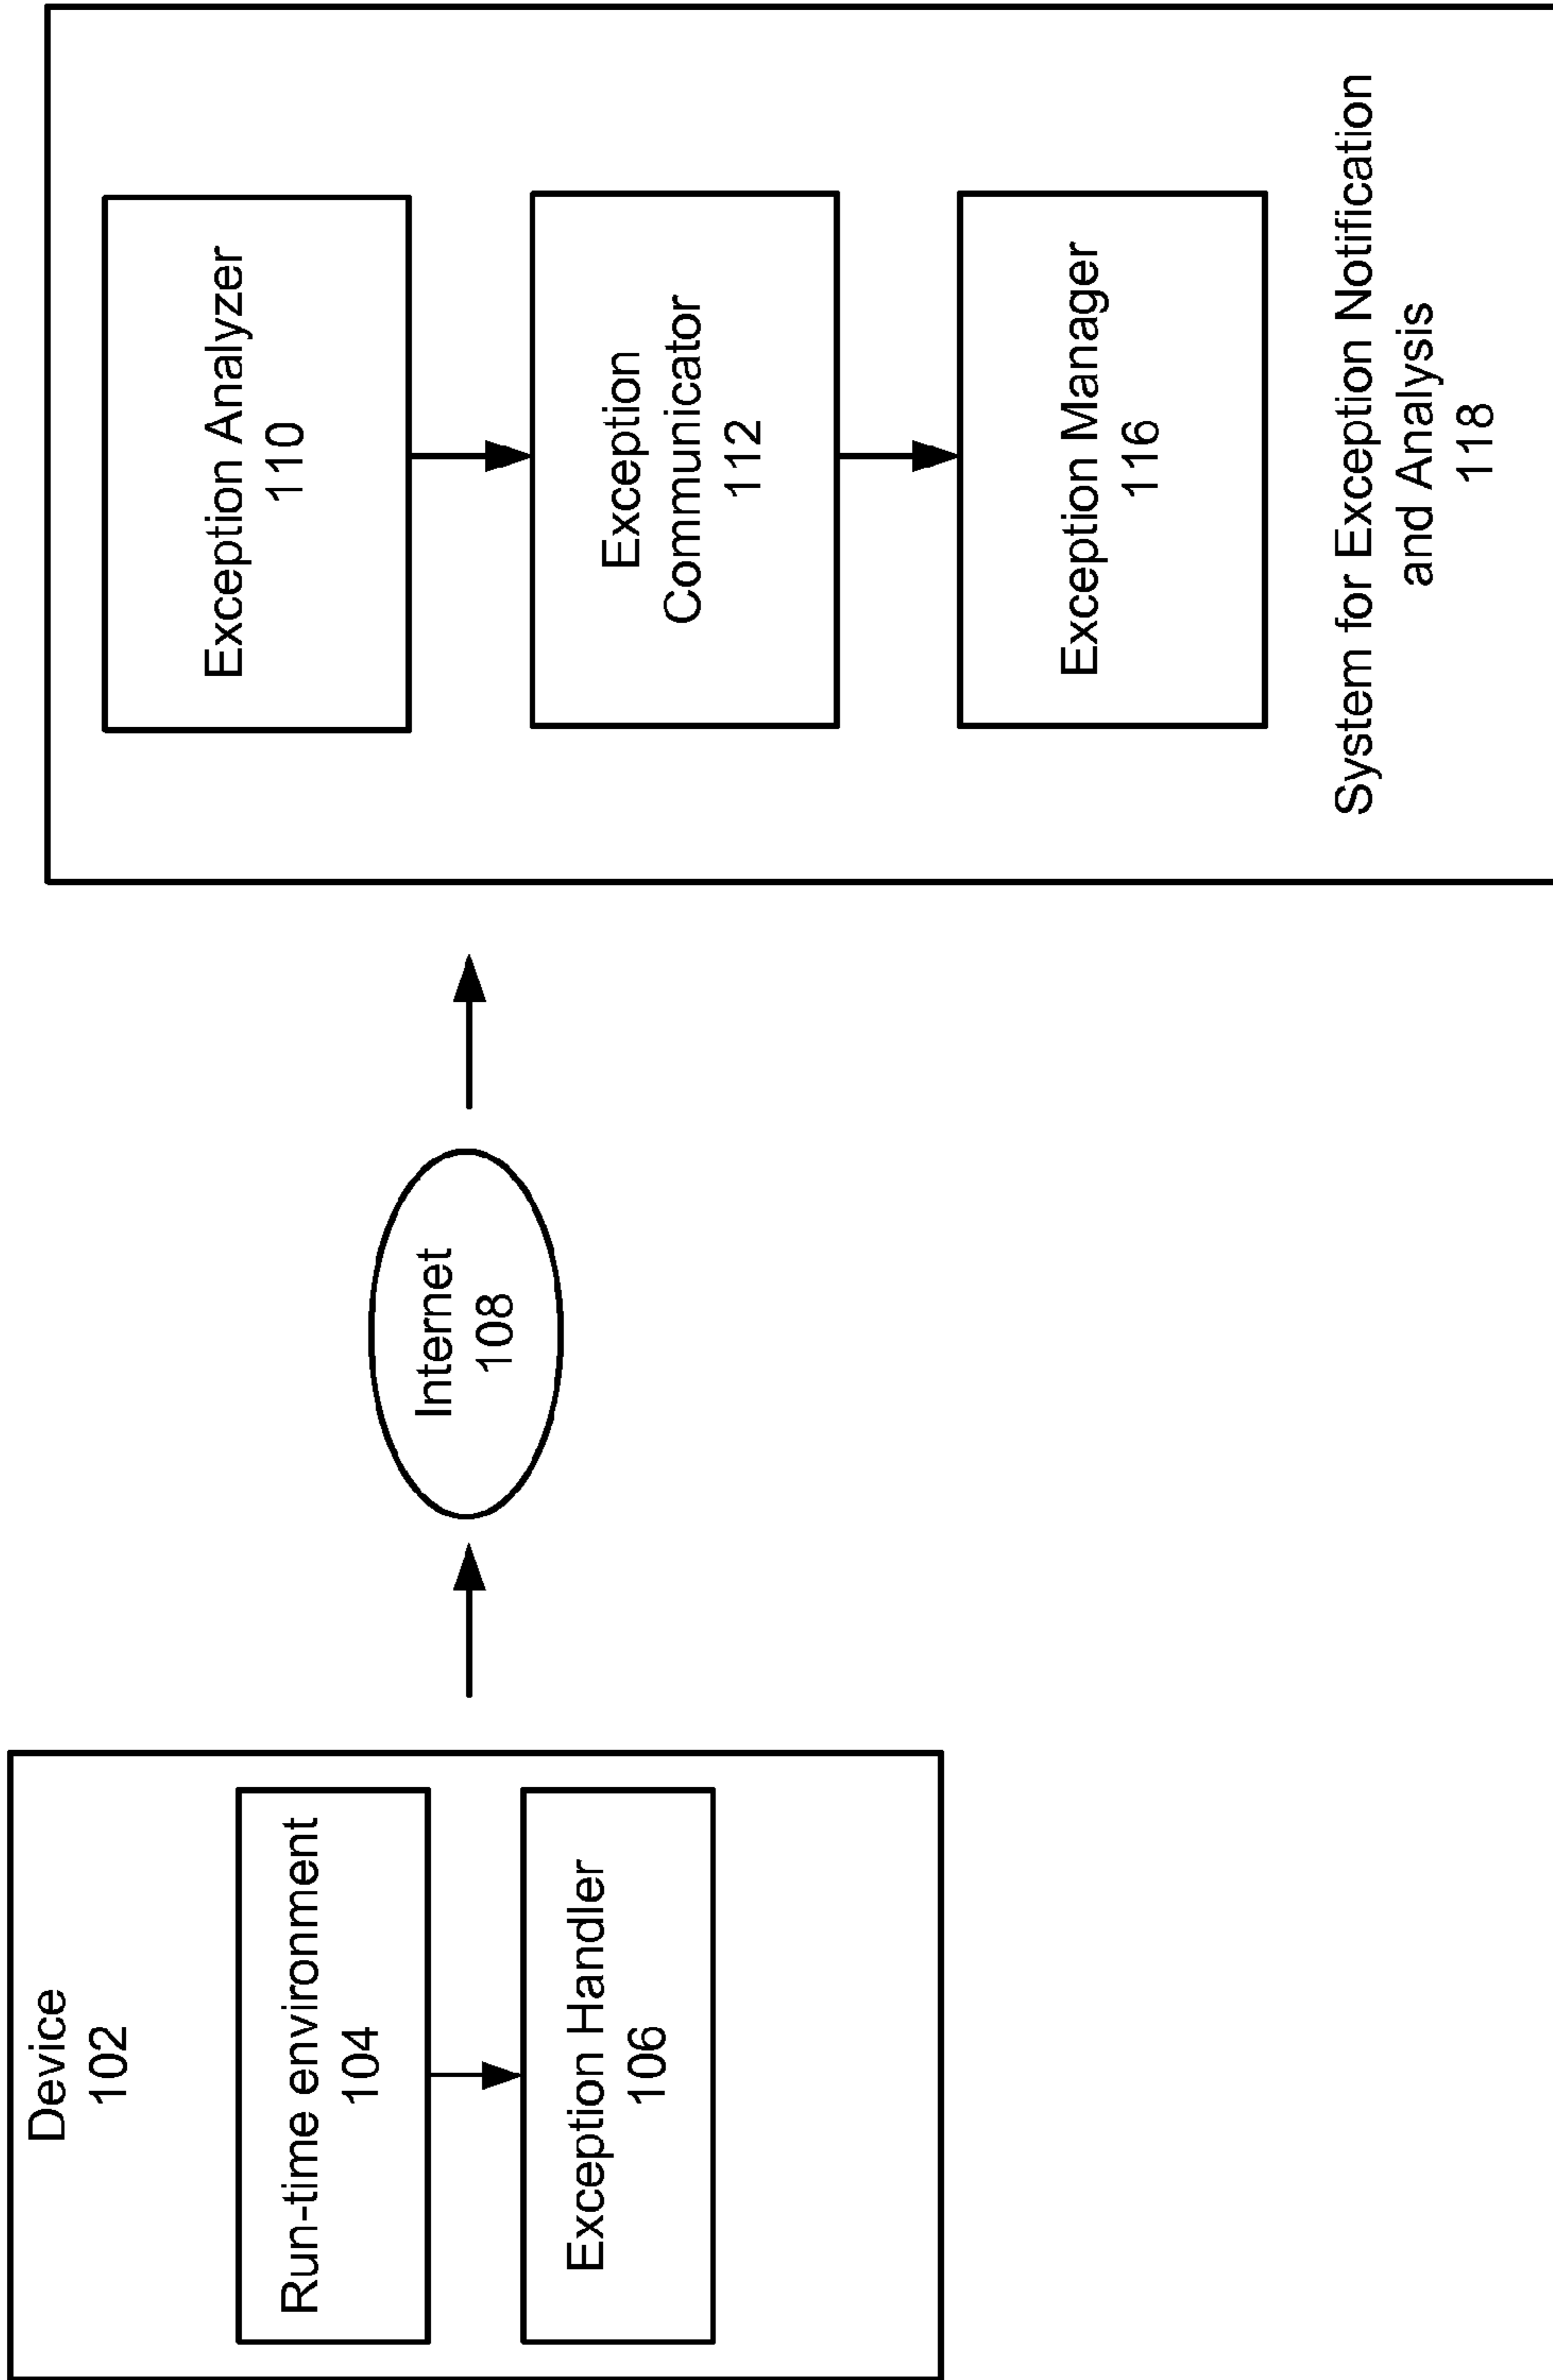 Device
102
Run-time environment
104
Exception Handler
106
Internet
108
Exception Analyzer
110
Exception
Communicator
112
Exception Manager
116
System for Exception Notification
and Analysis
118